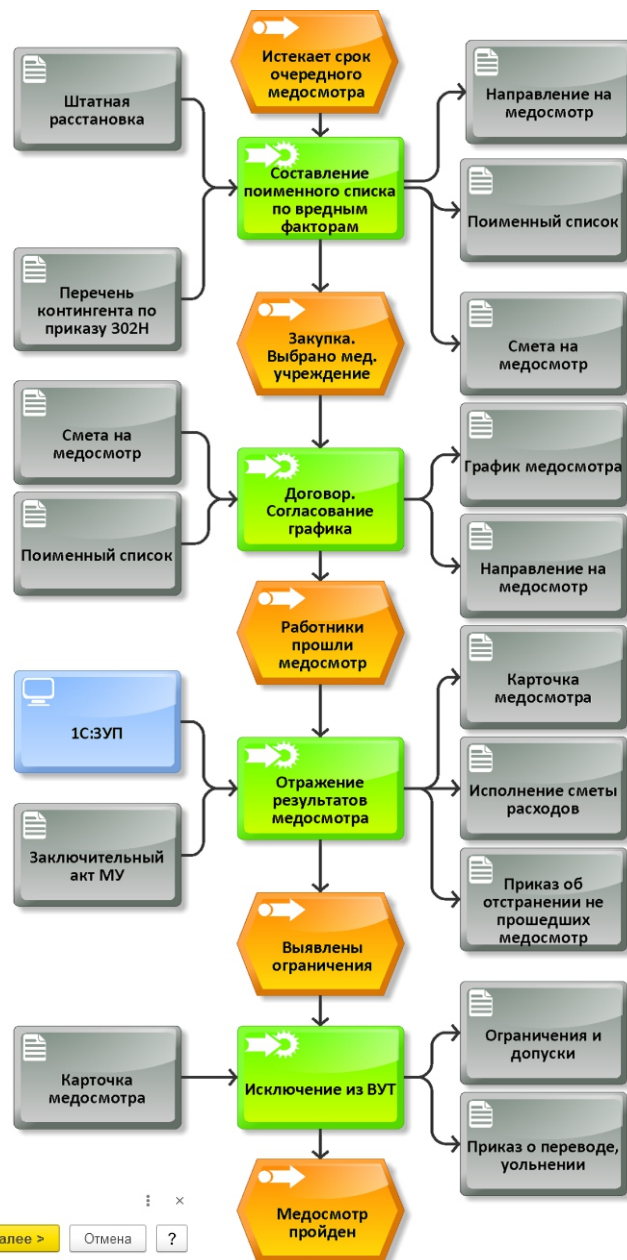 Истекает срок
очередного
медосмотра
Штатная
расстановка
Направление на
медосмотр
Составление
поименного списка
по вредным
факторам
Поименный список
Перечень
контингента по
приказу 302Н
Закупка.
Выбрано мед.
учреждение
Смета на
медосмотр
Смета на
медосмотр
График медосмотра
Договор.
Согласование
графика
Поименный список
Направление на
медосмотр
Работники
прошли
медосмотр
Карточка
медосмотра
1С:ЗУП
Отражение
результатов
медосмотра
Исполнение сметы
расходов
Заключительный
акт МУ
Приказ об
отстранении не
прошедших
медосмотр
Выявлены
ограничения
Ограничения и
допуски
Карточка
медосмотра
Исключение из ВУТ
Приказ о переводе,
уольнении
Медосмотр
пройден
алее >
Отмена
?